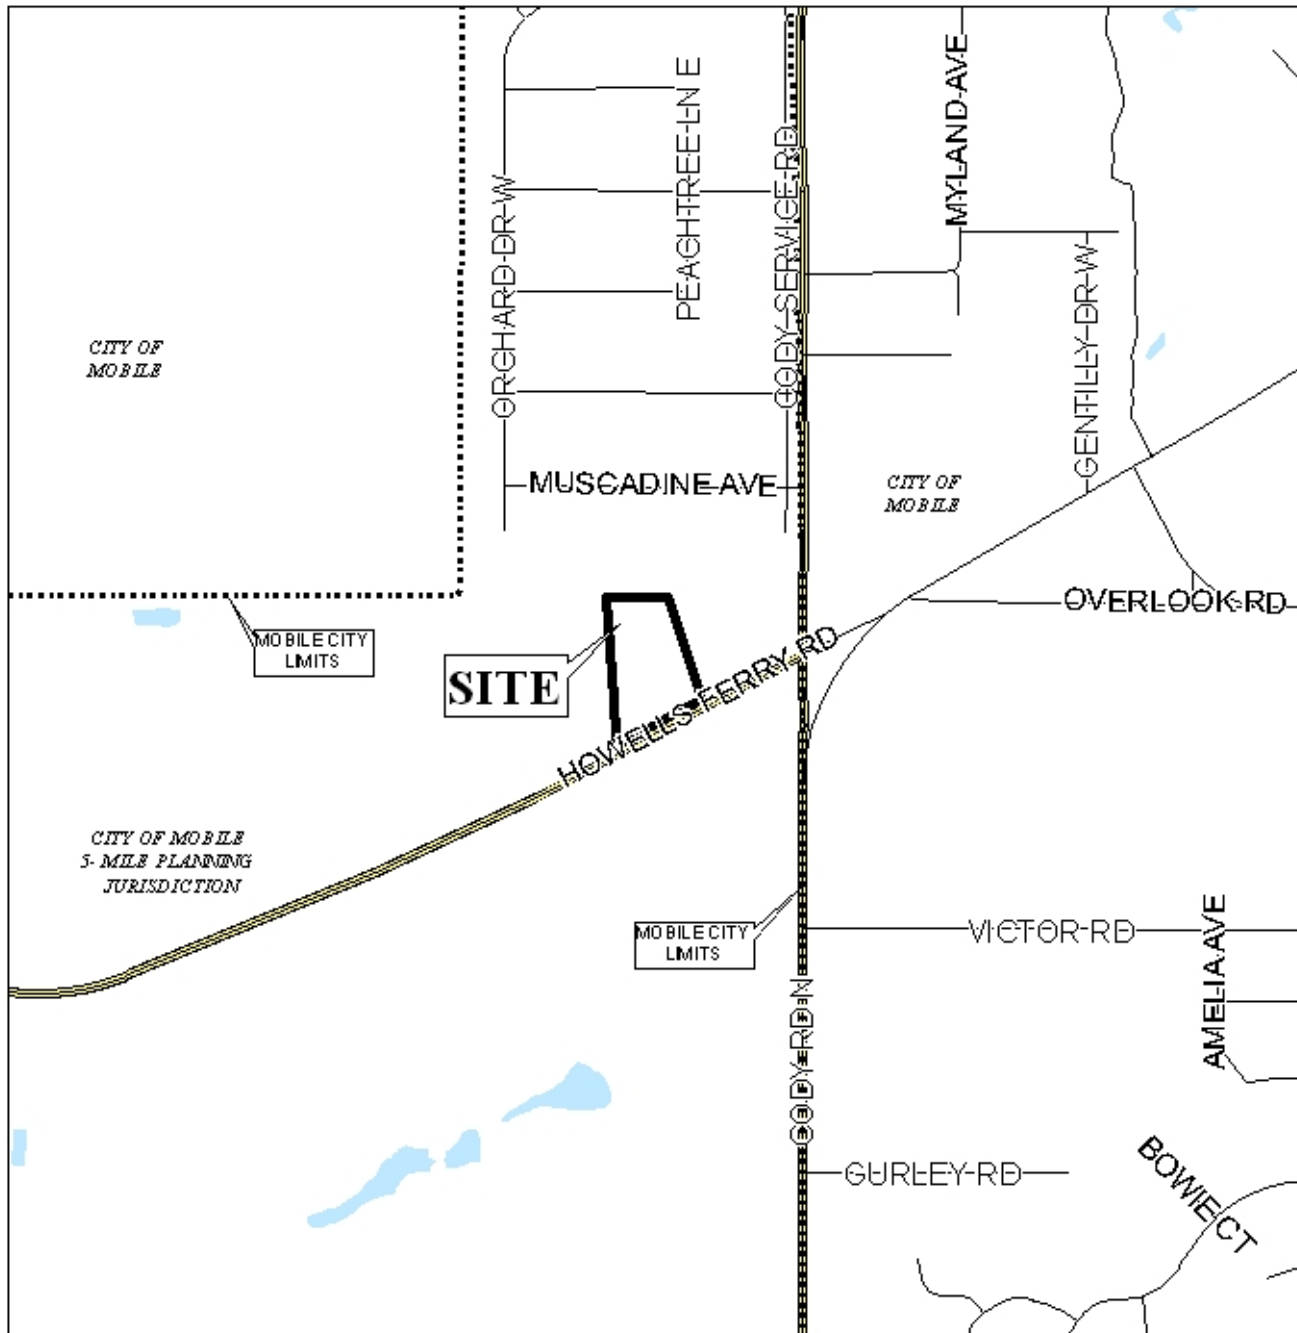 MYLAND AVE
PEACHTREE LN E
CODY SERVICE RD
ORCHARD DR W
GENTILLY DR W
CITY OF
MOBILE
MUSCADINE AVE
CITY OF
MOBILE
OVERLOOK RD
MOBILE CITY
LIMITS
SITE
HOWELLS FERRY RD
CITY OF MOBILE
5- MILE PLANNING
JURISDICTION
MOBILE CITY
LIMITS
VICTOR RD
AMELIA AVE
CODY RD N
GURLEY RD
BOWIE CT